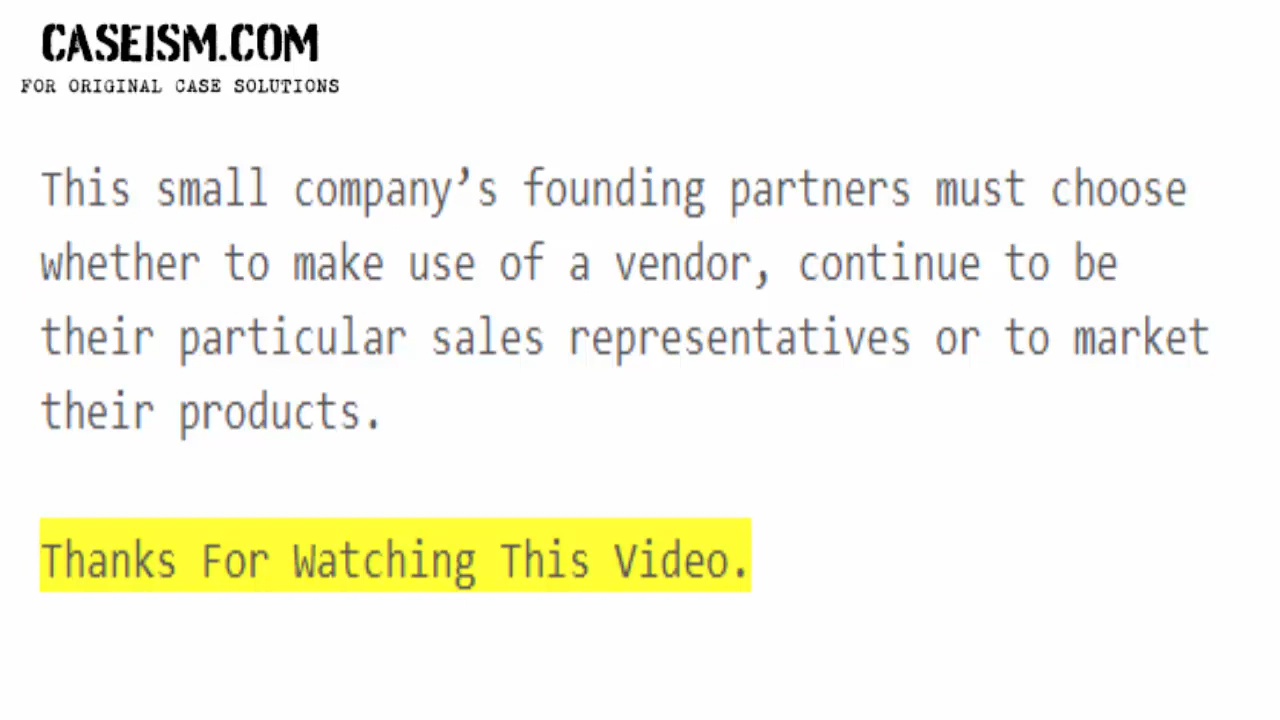 CASEISM.COM
FOR ORIGINAL CASE SOLUTIONS
This small company’s founding partners must choose
whether to make use of a vendor, continue to be
their particular sales representatives or to market
their products.
Thanks For Watching This Video.